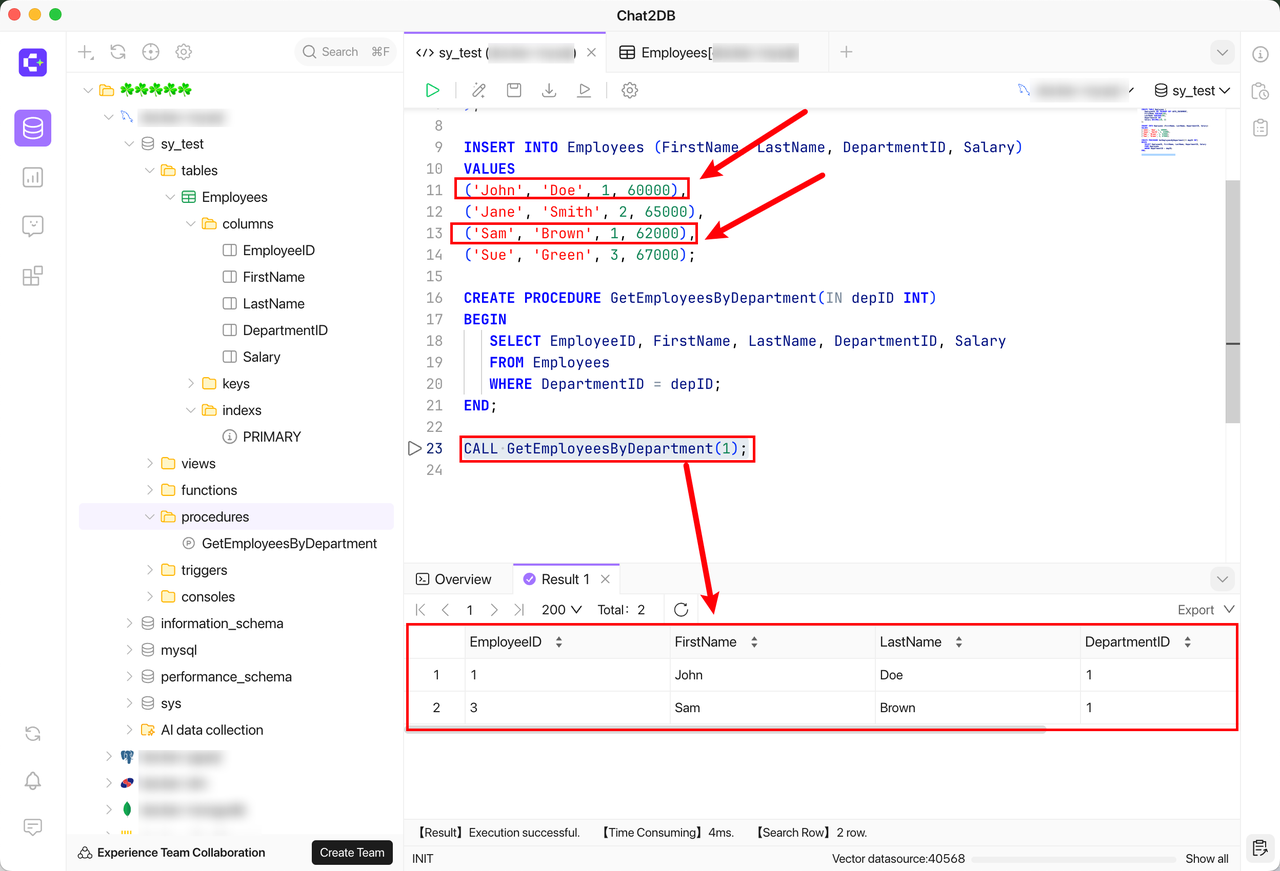 Chat2DB
Search ⌘F
sy_test (
Employees[
sy_test
sy_test
tables
Employees
columns
EmployeeID
FirstName
LastName
DepartmentID
Salary
keys
indexs
PRIMARY
views
functions
procedures
GetEmployeesByDepartment
triggers
consoles
information_schema
mysql
performance_schema
sys
AI data collection
Experience Team Collaboration
Create Team
8
9 INSERT INTO Employees (FirstName, LastName, DepartmentID, Salary)
10 VALUES
11 ('John', 'Doe', 1, 60000),
12 ('Jane', 'Smith', 2, 65000),
13 ('Sam', 'Brown', 1, 62000),
14 ('Sue', 'Green', 3, 67000);
15
16 CREATE PROCEDURE GetEmployeesByDepartment(IN depID INT)
17 BEGIN
18 SELECT EmployeeID, FirstName, LastName, DepartmentID, Salary
19 FROM Employees
20 WHERE DepartmentID = depID;
21 END;
22
23 CALL GetEmployeesByDepartment(1);
24
Overview Result 1
1 200 Total: 2 Export
EmployeeID FirstName LastName DepartmentID
1 1 John Doe 1
2 3 Sam Brown 1
【Result】Execution successful. 【Time Consuming】4ms. 【Search Row】2 row.
INIT Vector datasource:40568 Show all